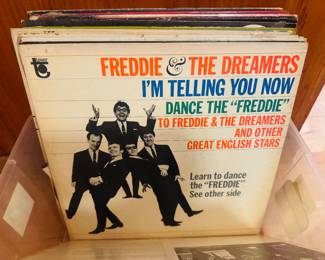 FREDDIE & THE DREAMERS
I'M TELLING YOU NOW
DANCE THE "FREDDIE"
TO FREDDIE & THE DREAMERS
AND OTHER
GREAT ENGLISH STARS
Learn to dance
the "FREDDIE"
See other side